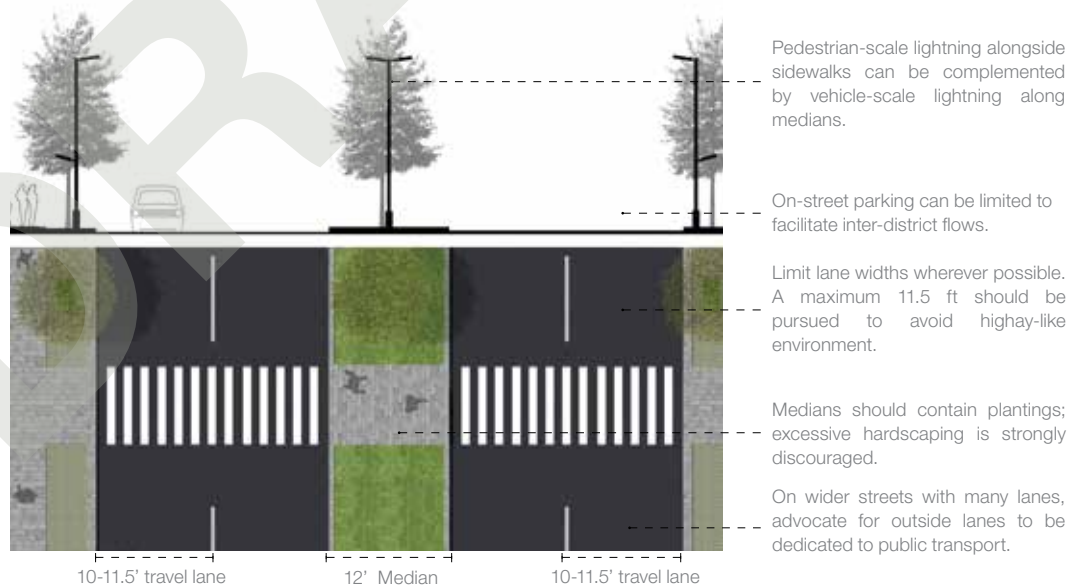 Pedestrian-scale lightning alongside
sidewalks can be complemented
by vehicle-scale lightning along
medians.
On-street parking can be limited to
facilitate inter-district flows.
Limit lane widths wherever possible.
A maximum 11.5 ft should be
pursued to avoid highay-like
environment.
Medians should contain plantings;
excessive hardscaping is strongly
discouraged.
On wider streets with many lanes,
advocate for outside lanes to be
dedicated to public transport.
10-11.5' travel lane
12' Median
10-11.5' travel lane